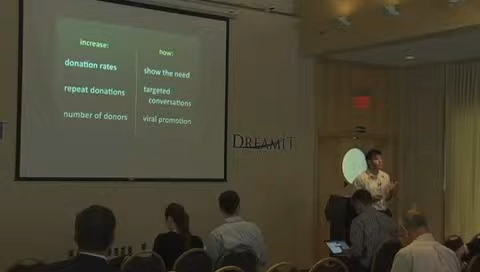 increase: how:
donation rates show the need
repeat donations targeted
conversations
number of donors viral promotion
DREAMIT